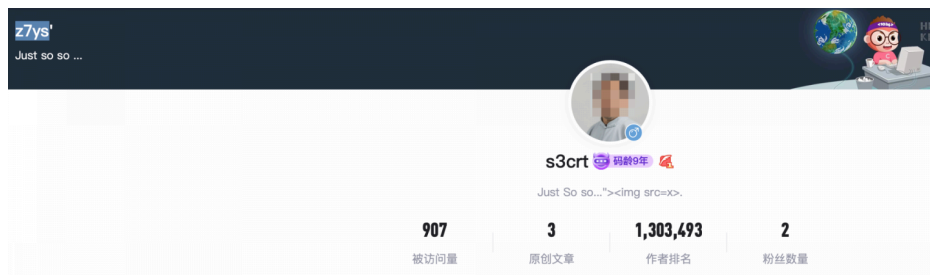 z7ys'
Just so so ...
s3crt 码龄9年
Just So so..."><img src=x>.
907 3 1,303,493 2
被访问量 原创文章 作者排名 粉丝数量